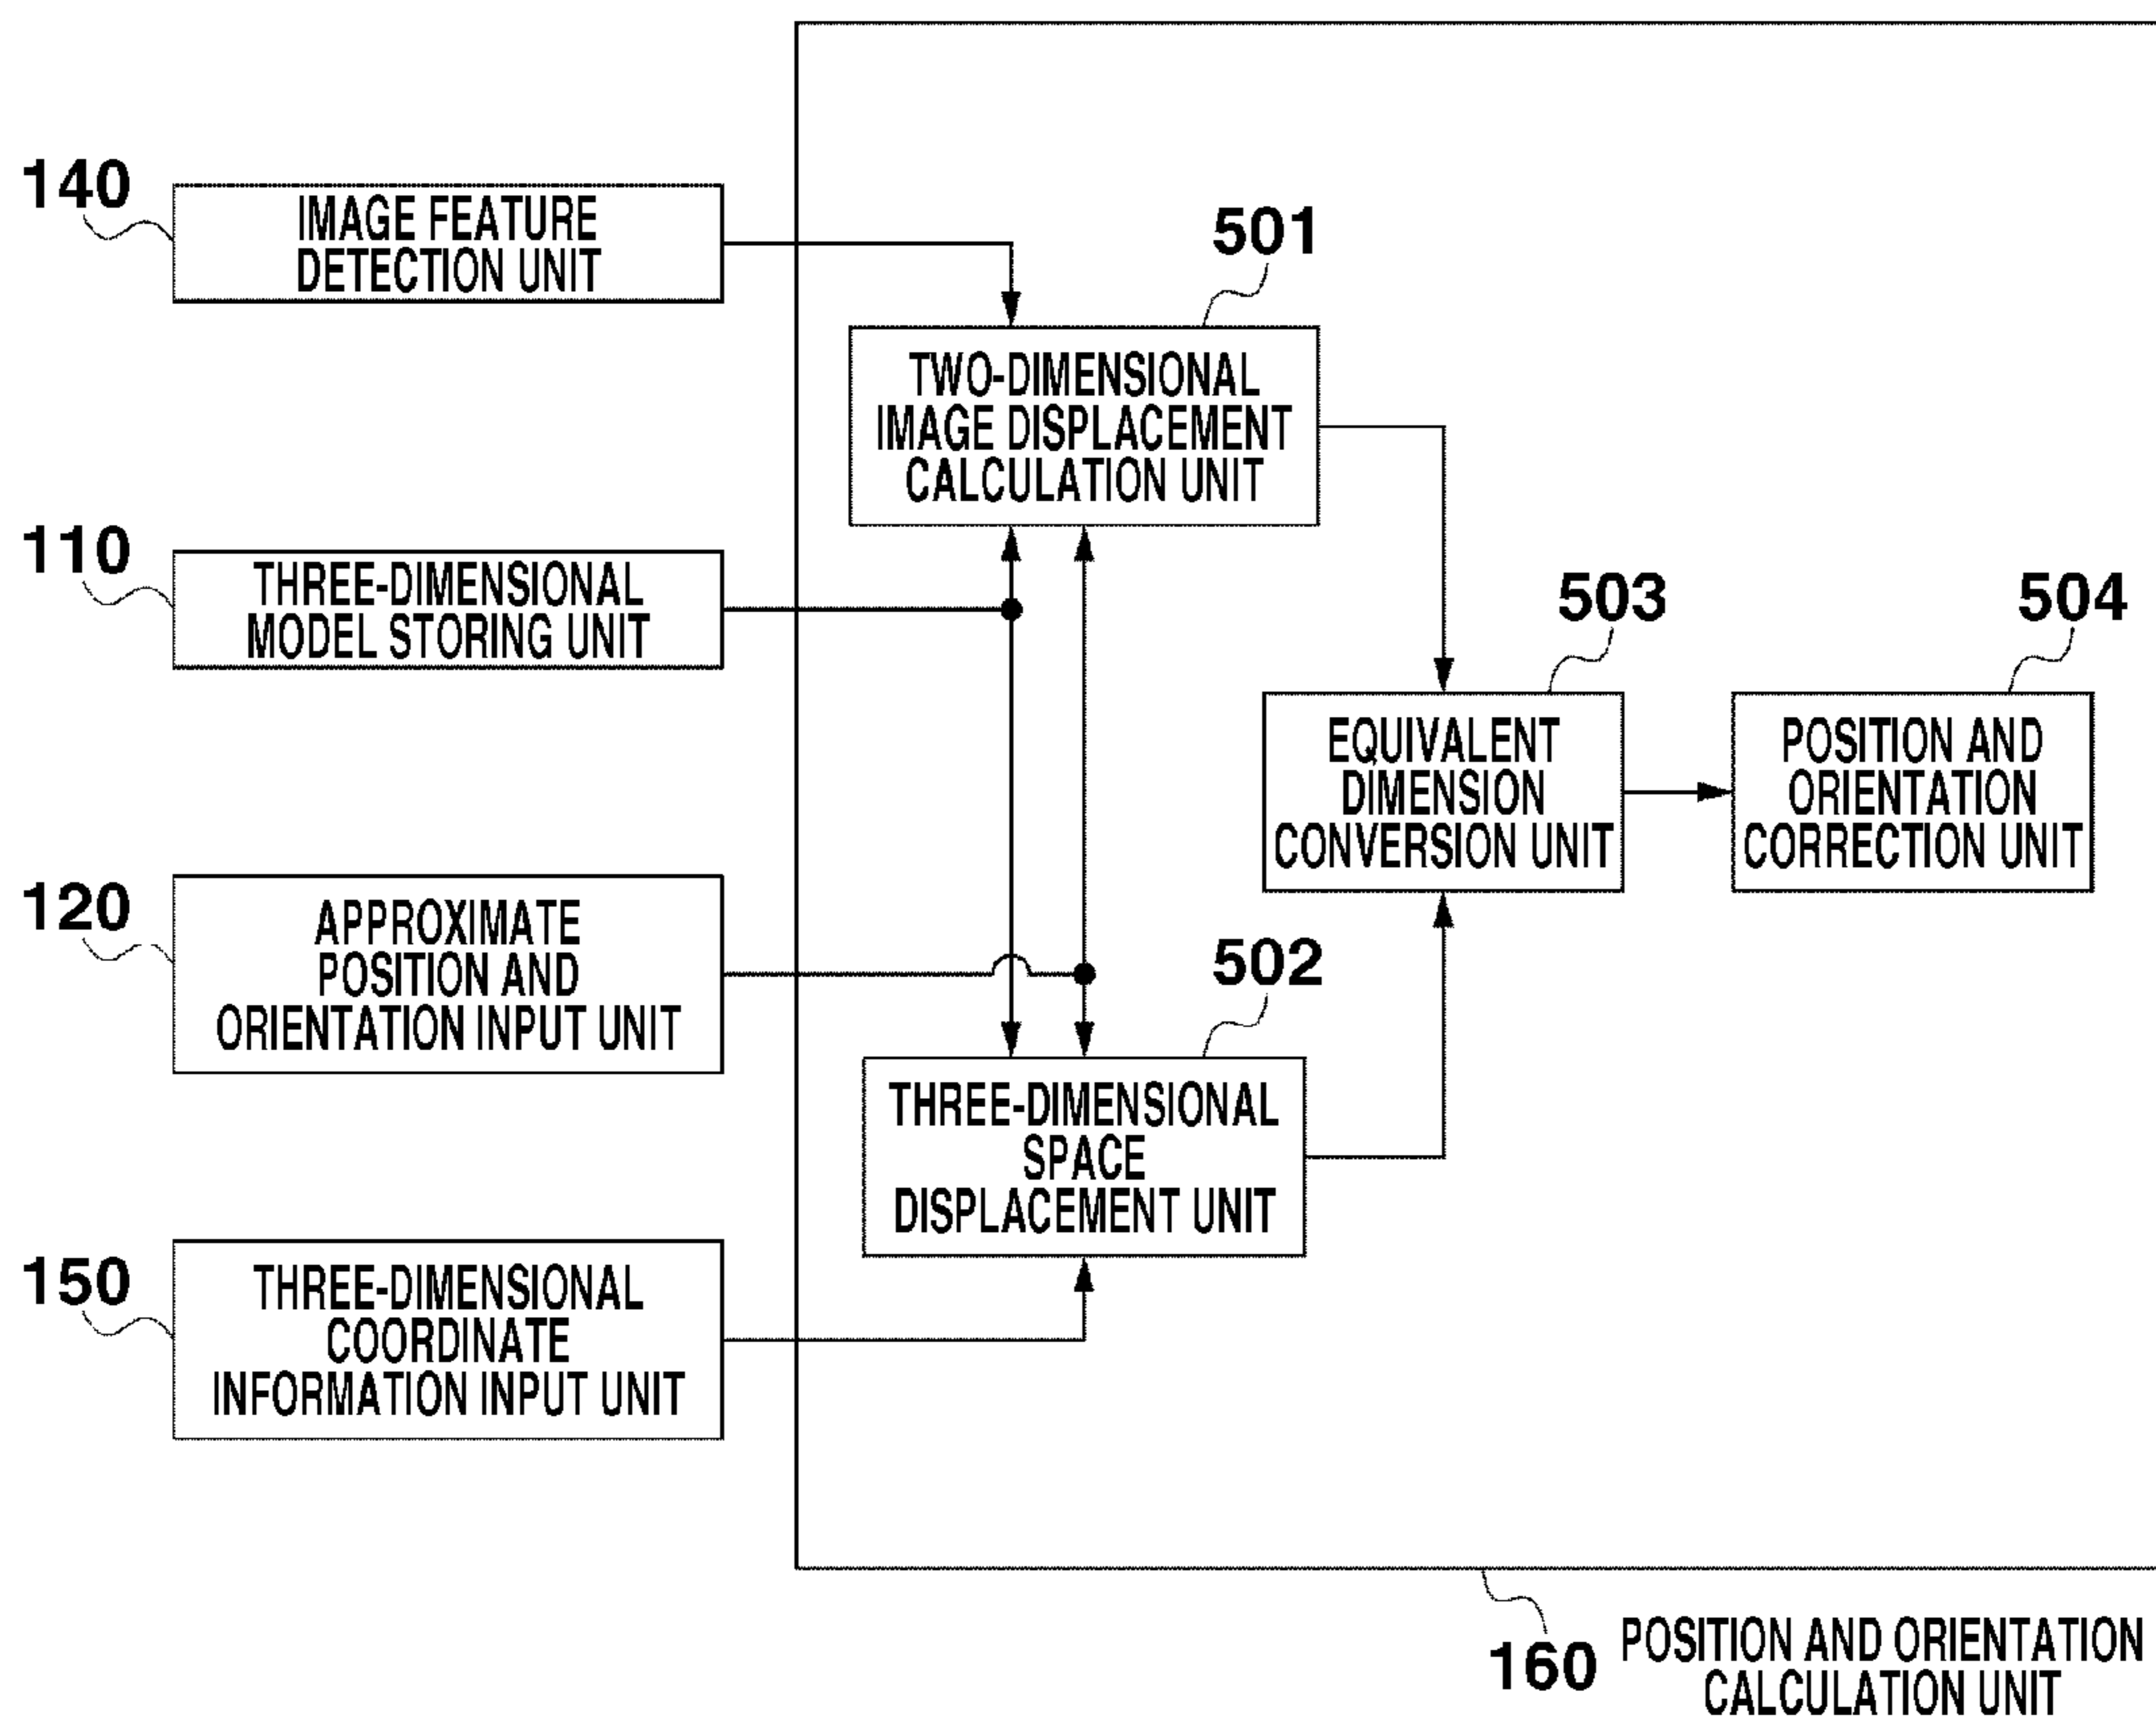 140
IMAGE FEATURE
DETECTION UNIT
501
TWO-DIMENSIONAL
IMAGE DISPLACEMENT
CALCULATION UNIT
110
THREE-DIMENSIONAL
MODEL STORING UNIT
503
EQUIVALENT
DIMENSION
CONVERSION UNIT
504
POSITION AND
ORIENTATION
CORRECTION UNIT
120
APPROXIMATE
POSITION AND
ORIENTATION INPUT UNIT
502
THREE-DIMENSIONAL
SPACE
DISPLACEMENT UNIT
150
THREE-DIMENSIONAL
COORDINATE
INFORMATION INPUT UNIT
160
POSITION AND ORIENTATION
CALCULATION UNIT